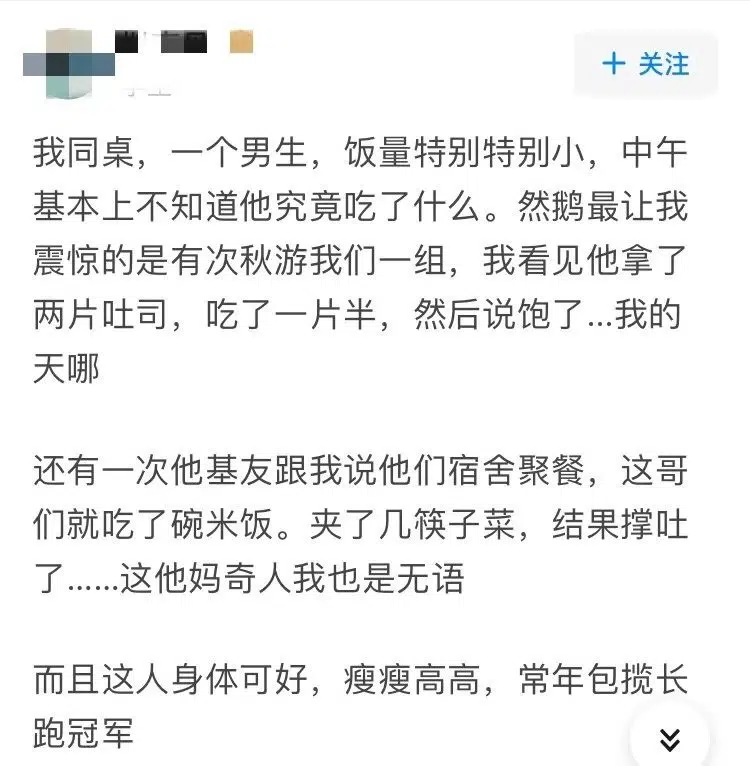 + 关注
我同桌，一个男生，饭量特别特别小，中午
基本上不知道他究竟吃了什么。然鹅最让我
震惊的是有次秋游我们一组，我看见他拿了
两片吐司，吃了一片半，然后说饱了...我的
天哪
还有一次他基友跟我说他们宿舍聚餐，这哥
们就吃了碗米饭。夹了几筷子菜，结果撑吐
了......这他妈奇人我也是无语
而且这人身体可好，瘦瘦高高，常年包揽长
跑冠军